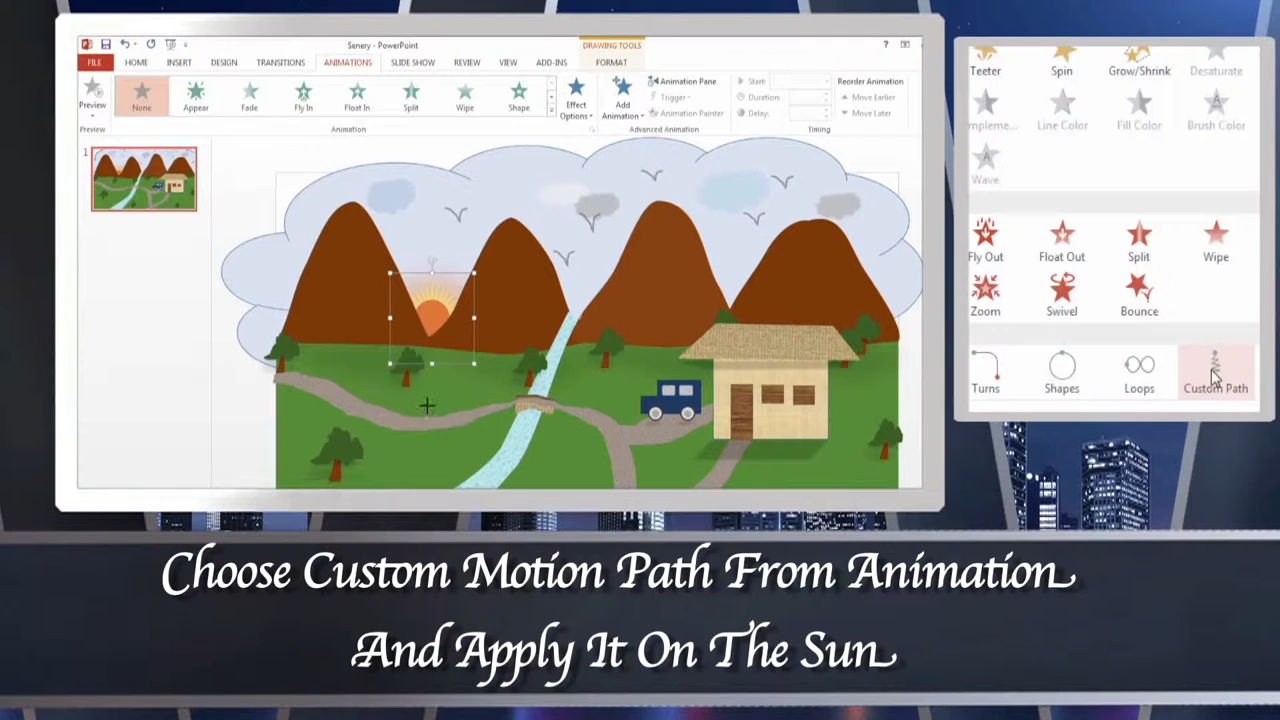 Senery - PowerPoint
DRAWING TOOLS
?
FILE HOME INSERT DESIGN TRANSITIONS ANIMATIONS SLIDE SHOW REVIEW VIEW ADD-INS FORMAT
Preview
None Appear Fade Fly In Float In Split Wipe Shape
Effect Options
Add Animation
Animation Pane
Trigger
Animation Painter
Start:
Duration:
Delay:
Reorder Animation
Move Earlier
Move Later
Preview Animation Advanced Animation Timing
1
Teeter Spin Grow/Shrink Desaturate
mpleme... Line Color Fill Color Brush Color
Wave
Fly Out Float Out Split Wipe
Zoom Swivel Bounce
Turns Shapes Loops Custom Path
Choose Custom Motion Path From Animation
And Apply It On The Sun